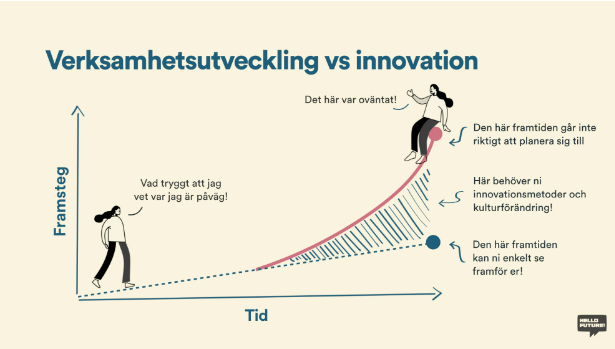 Verksamhetsutveckling vs innovation
Det här var oväntat!
Den här framtiden går inte
riktigt att planera sig till
Vad tryggt att jag
vet var jag är påväg!
Här behöver ni
innovationsmetoder och
kulturförändring!
Framsteg
Den här framtiden
kan ni enkelt se
framför er!
Tid
HELLO
FUTURE!